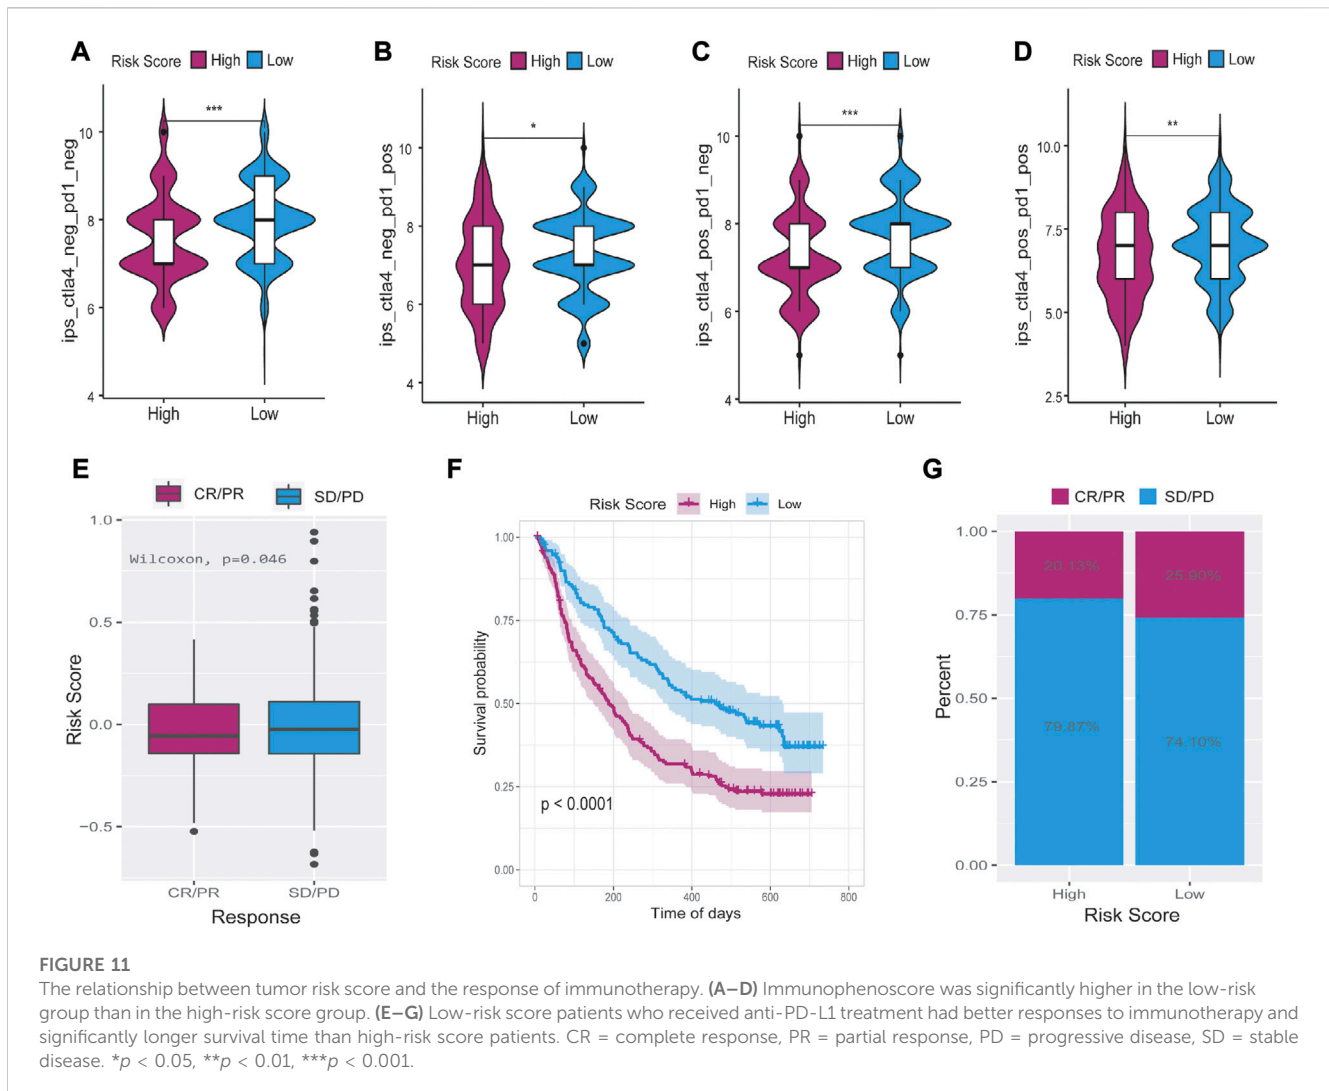 A
Risk Score High Low
ips_ctla4_neg_pd1_neg
10
8
6
4
***
High Low
B
Risk Score High Low
ips_ctla4_neg_pd1_pos
10
8
6
4
*
High Low
C
Risk Score High Low
ips_ctla4_pos_pd1_neg
10
8
6
4
***
High Low
D
Risk Score High Low
ips_ctla4_pos_pd1_pos
10.0
7.5
5.0
2.5
**
High Low
E
CR/PR SD/PD
Wilcoxon, p=0.046
Risk Score
1.0
0.5
0.0
−0.5
CR/PR SD/PD
Response
F
Risk Score High Low
Survival probability
1.00
0.75
0.50
0.25
0.00
p < 0.0001
0 200 400 600 800
Time of days
G
CR/PR SD/PD
Percent
1.00
0.75
0.50
0.25
0.00
20.13% 25.90%
79.87% 74.10%
High Low
Risk Score
FIGURE 11
The relationship between tumor risk score and the response of immunotherapy. (A–D) Immunophenoscore was significantly higher in the low-risk
group than in the high-risk score group. (E–G) Low-risk score patients who received anti-PD-L1 treatment had better responses to immunotherapy and
significantly longer survival time than high-risk score patients. CR = complete response, PR = partial response, PD = progressive disease, SD = stable
disease. *p < 0.05, **p < 0.01, ***p < 0.001.